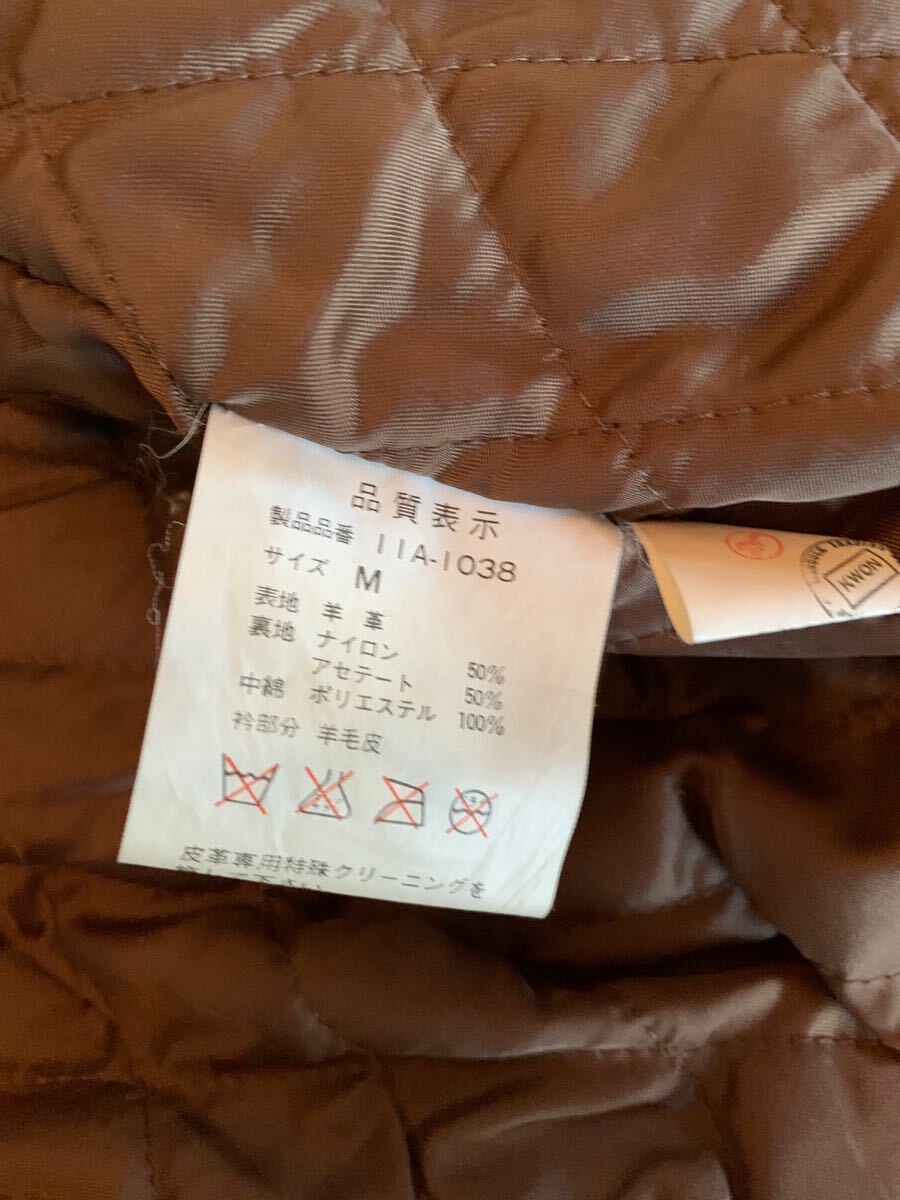 品質表示
製品品番 11A-1038
サイズ M
表地 羊革
裏地 ナイロン 50%
アセテート 50%
中綿 ポリエステル 100%
衿部分 羊毛皮
皮革専用特殊クリーニングを
KWON